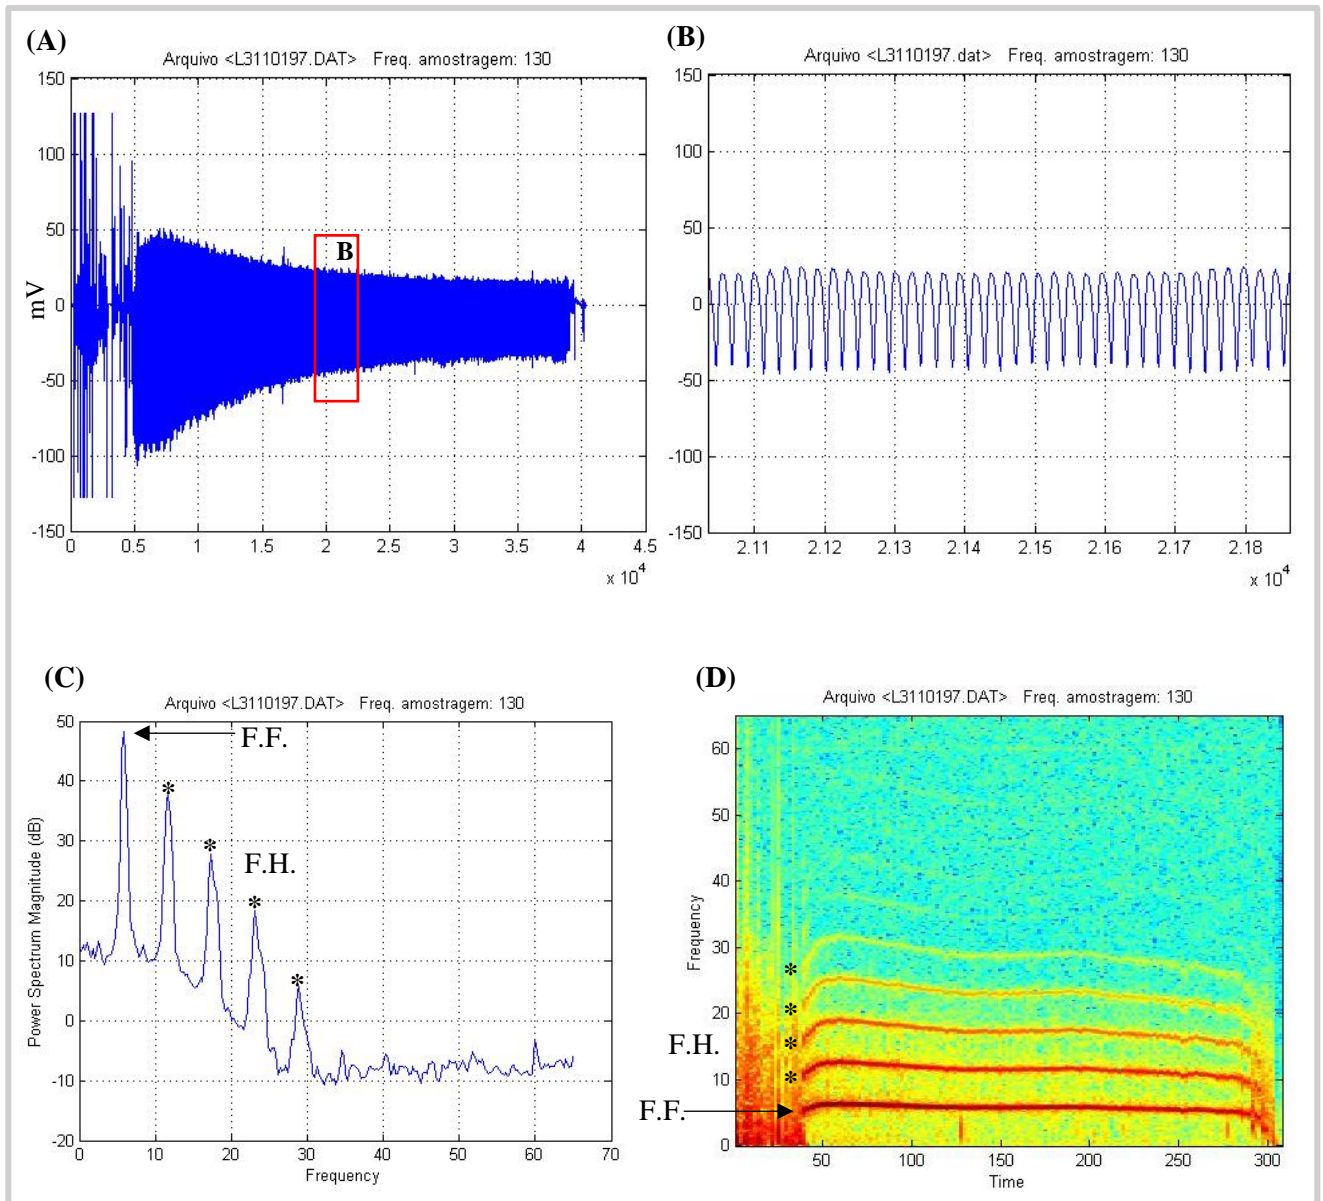 (A)
Arquivo <L3110197.DAT> Freq. amostragem: 130
150
100
50
0
-50
-100
-150
mV
B
0 0.5 1 1.5 2 2.5 3 3.5 4 4.5
x 10^4
(B)
Arquivo <L3110197.dat> Freq. amostragem: 130
150
100
50
0
-50
-100
-150
2.11 2.12 2.13 2.14 2.15 2.16 2.17 2.18
x 10^4
(C)
Arquivo <L3110197.DAT> Freq. amostragem: 130
50
40
30
20
10
0
-10
-20
Power Spectrum Magnitude (dB)
F.F.
*
*
F.H.
*
*
0 10 20 30 40 50 60 70
Frequency
(D)
Arquivo <L3110197.DAT> Freq. amostragem: 130
60
50
40
30
20
10
0
Frequency
*
*
*
F.H.
*
F.F.
50 100 150 200 250 300
Time